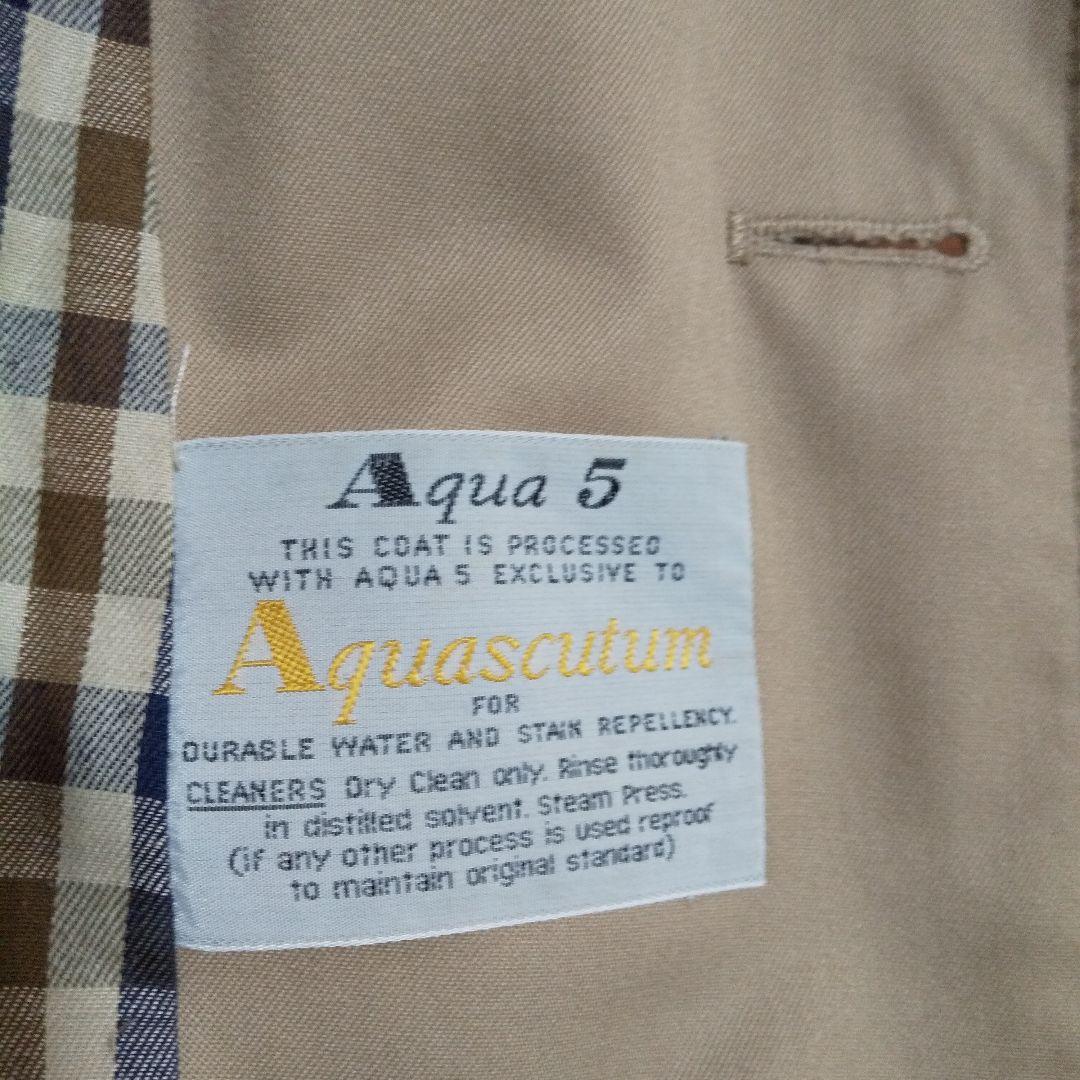 Aqua 5
THIS COAT IS PROCESSED
WITH AQUA 5 EXCLUSIVE TO
Aquascutum
FOR
DURABLE WATER AND STAIN REPELLENCY.
CLEANERS Dry Clean only. Rinse thoroughly
in distilled solvent. Steam Press.
(if any other process is used reproof
to maintain original standard)